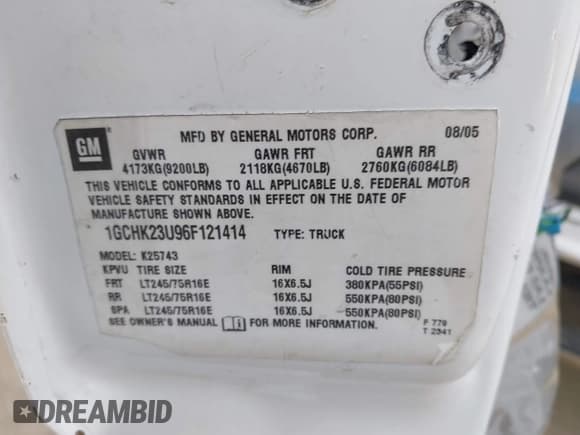 GM
MFD BY GENERAL MOTORS CORP. 08/05
GVWR GAWR FRT GAWR RR
4173KG(9200LB) 2118KG(4670LB) 2760KG(6084LB)
THIS VEHICLE CONFORMS TO ALL APPLICABLE U.S. FEDERAL MOTOR
VEHICLE SAFETY STANDARDS IN EFFECT ON THE DATE OF
MANUFACTURE SHOWN ABOVE.
1GCHK23U96F121414 TYPE: TRUCK
MODEL: K25743
KPVU TIRE SIZE RIM COLD TIRE PRESSURE
FRT LT245/75R16E 16X6.5J 380KPA(55PSI)
RR LT245/75R16E 16X6.5J 550KPA(80PSI)
SPA LT245/75R16E 16X6.5J 550KPA(80PSI)
SEE OWNER'S MANUAL FOR MORE INFORMATION. P 779
T 2341
DREAMBID